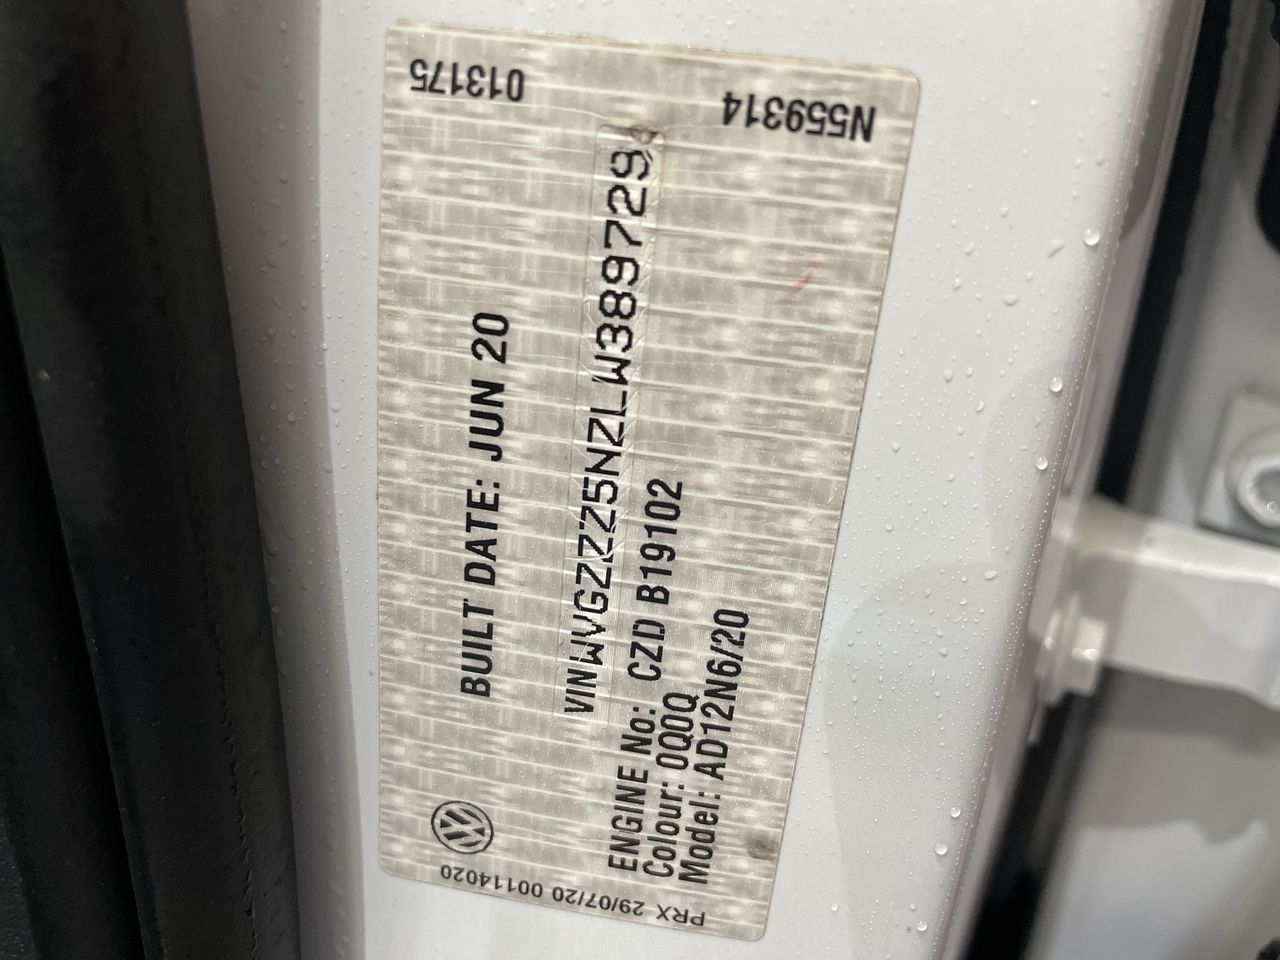 013175
N559314
BUILT DATE: JUN 20
VIN WVGZZZ5NZLW389729
ENGINE No: CZD B19102
Colour: 0Q0Q
Model: AD12N6/20
PRX 29/07/20 00114020